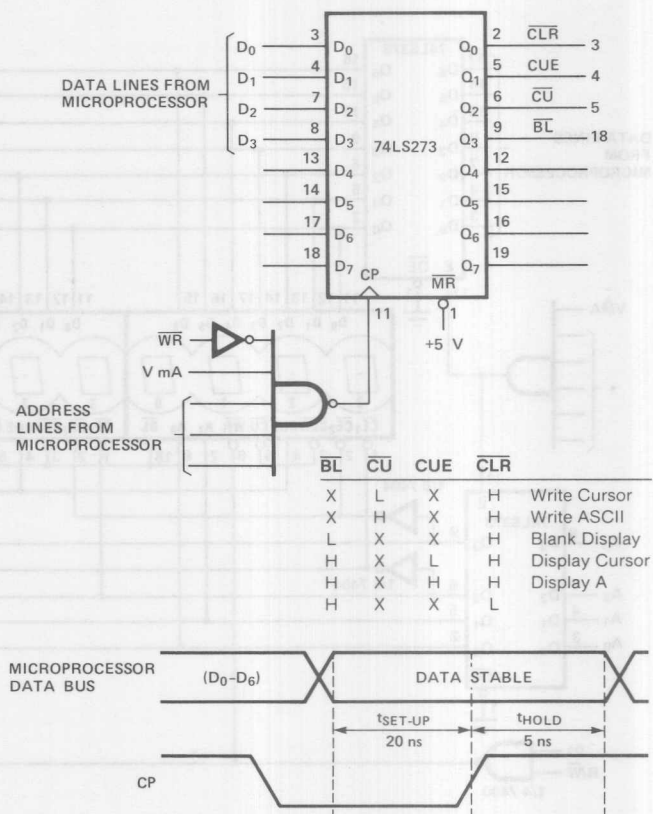 3 D0 D0 Q0 2 CLR 3
4 D1 D1 Q1 5 CUE 4
DATA LINES FROM
MICROPROCESSOR
7 D2 D2 Q2 6 CU 5
8 D3 D3 Q3 9 BL 18
74LS273
13 D4 Q4 12
14 D5 Q5 15
17 D6 Q6 16
18 D7 Q7 19
CP MR
11 1
+5 V
WR
V mA
ADDRESS
LINES FROM
MICROPROCESSOR
BL CU CUE CLR
X L X H Write Cursor
X H X H Write ASCII
L X X H Blank Display
H X L H Display Cursor
H X H H Display A
H X X L
MICROPROCESSOR
DATA BUS
(D0-D6) DATA STABLE
tSET-UP tHOLD
20 ns 5 ns
CP